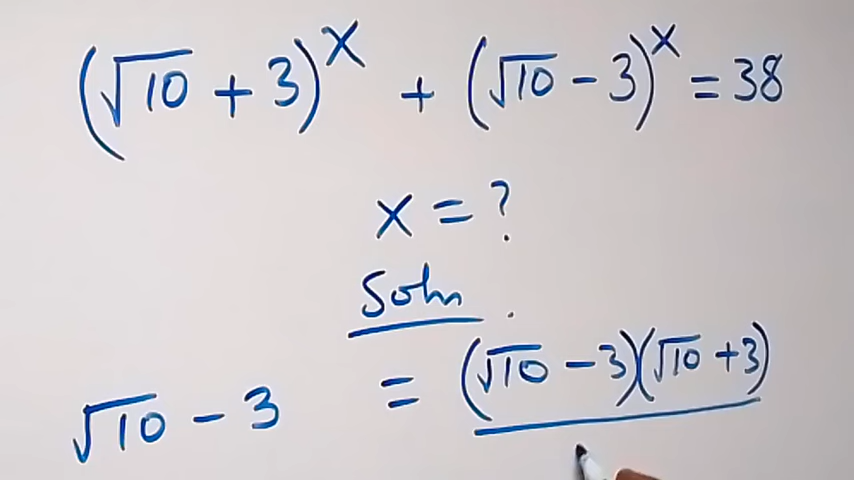 (√10 + 3)^x + (√10 - 3)^x = 38
x = ?
Soln.
√10 - 3 = (√10 - 3)(√10 + 3)